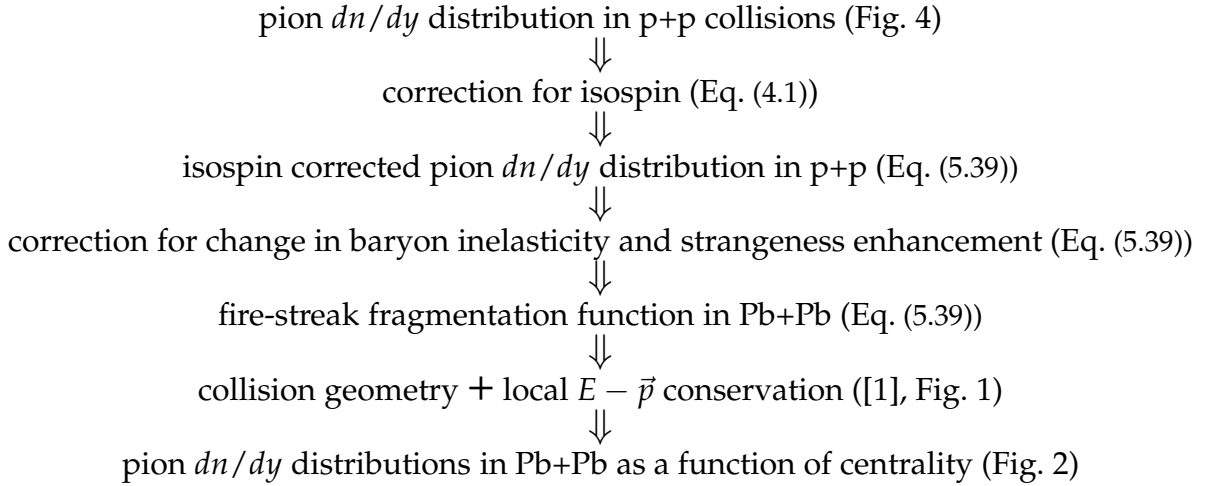 pion dn/dy distribution in p+p collisions (Fig. 4)
⇓
correction for isospin (Eq. (4.1))
⇓
isospin corrected pion dn/dy distribution in p+p (Eq. (5.39))
⇓
correction for change in baryon inelasticity and strangeness enhancement (Eq. (5.39))
⇓
fire-streak fragmentation function in Pb+Pb (Eq. (5.39))
⇓
collision geometry + local E − p⃗ conservation ([1], Fig. 1)
⇓
pion dn/dy distributions in Pb+Pb as a function of centrality (Fig. 2)